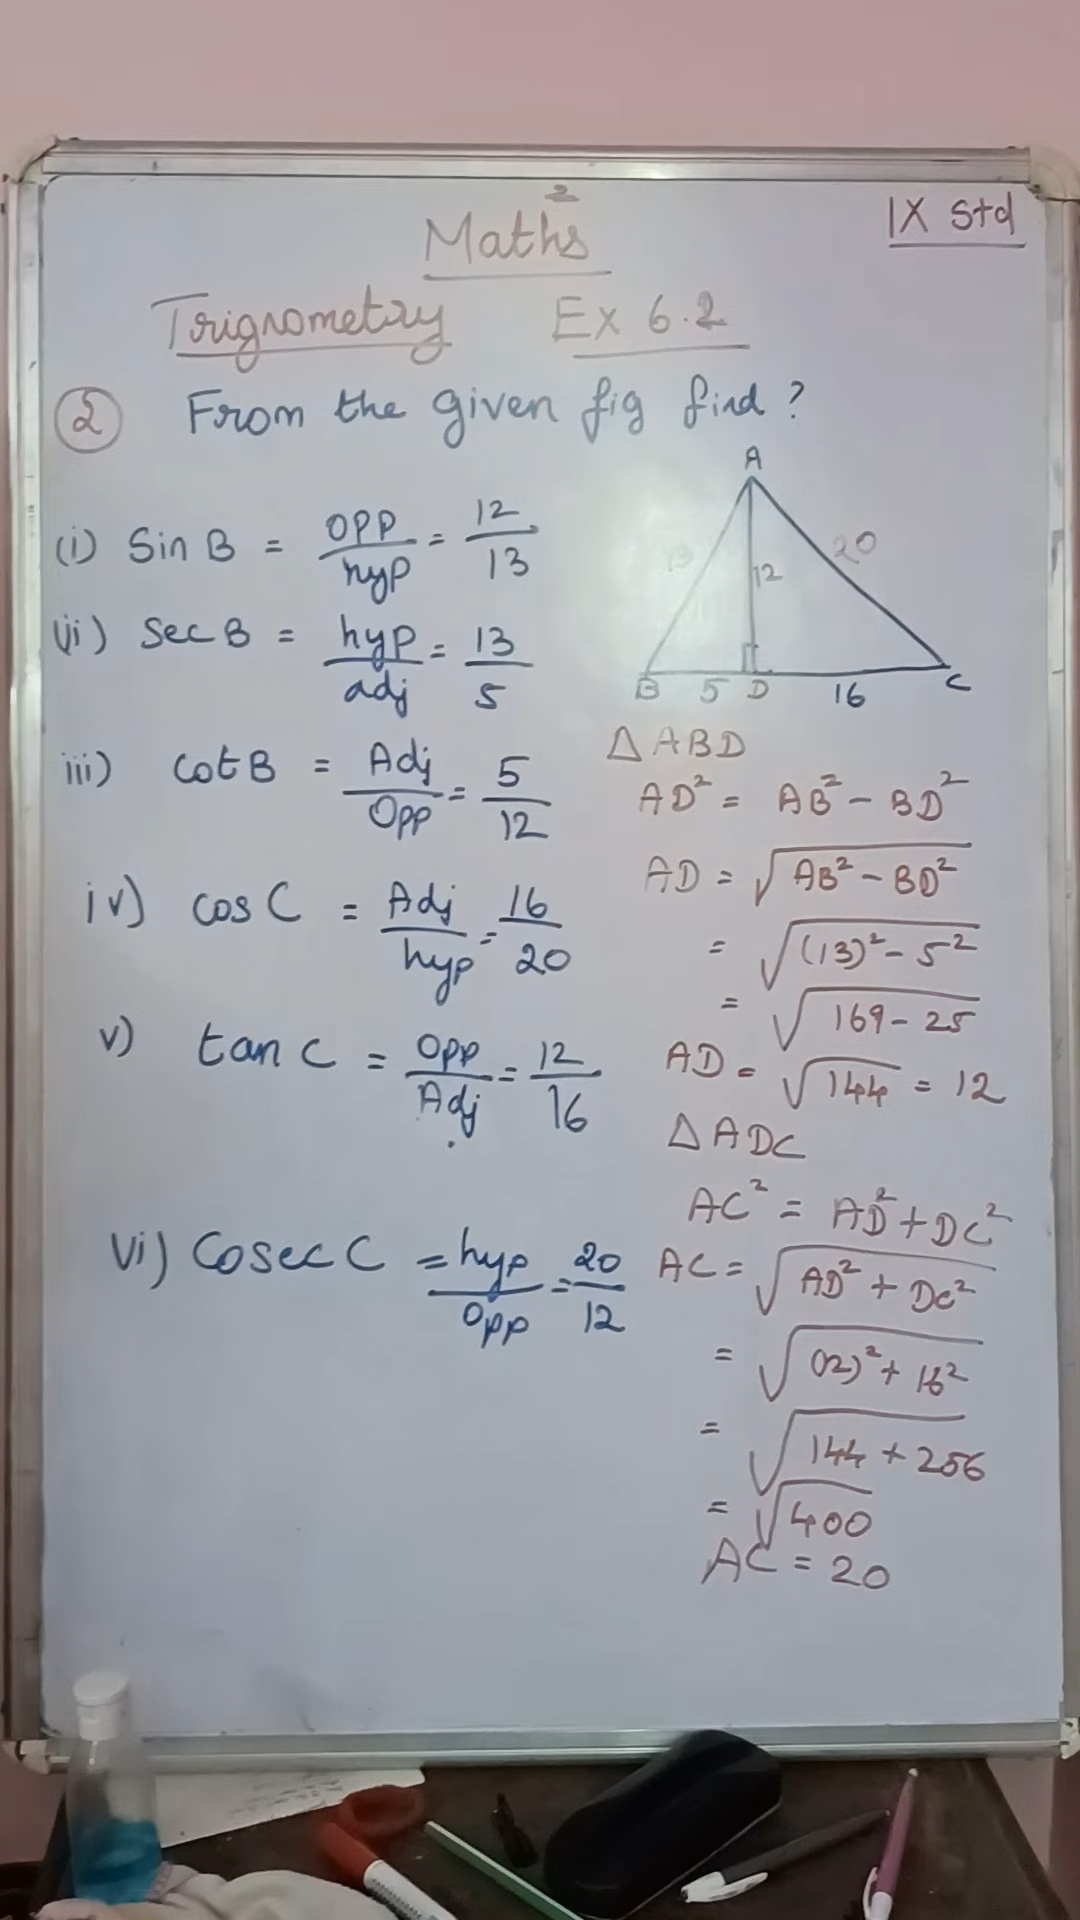 Maths
IX Std
Trignometry Ex 6.2
② From the given fig find?
(i) Sin B = opp/hyp = 12/13
(ii) sec B = hyp/adj = 13/5
iii) cot B = Adj/Opp = 5/12
iv) cos C = Adj/hyp = 16/20
v) tan C = Opp/Adj = 12/16
vi) Cosec C = hyp/Opp = 20/12
A
13
12
20
B 5 D 16 C
△ ABD
AD² = AB² - BD²
AD = √AB² - BD²
= √(13)² - 5²
= √169 - 25
AD = √144 = 12
△ ADC
AC² = AD² + DC²
AC = √AD² + DC²
= √(12)² + 16²
= √144 + 256
= √400
AC = 20